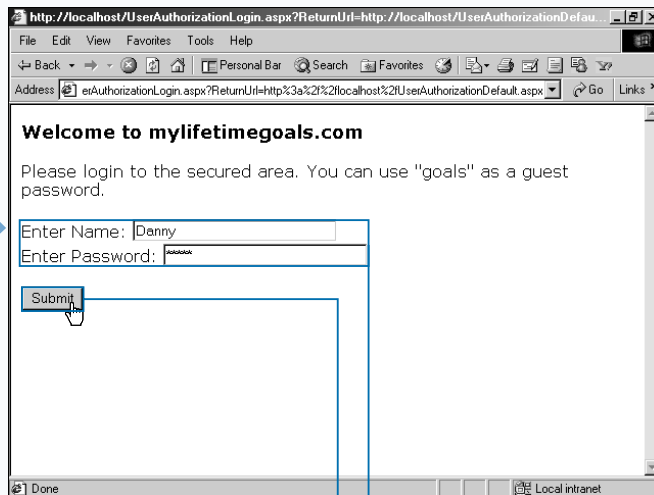 http://localhost/UserAuthorizationLogin.aspx?ReturnUrl=http://localhost/UserAuthorizationDefau...
File Edit View Favorites Tools Help
Back Personal Bar Search Favorites
Address erAuthorizationLogin.aspx?ReturnUrl=http%3a%2f%2flocalhost%2fUserAuthorizationDefault.aspx Go Links
Welcome to mylifetimegoals.com
Please login to the secured area. You can use "goals" as a guest
password.
Enter Name: Danny
Enter Password: *****
Submit
Done Local intranet